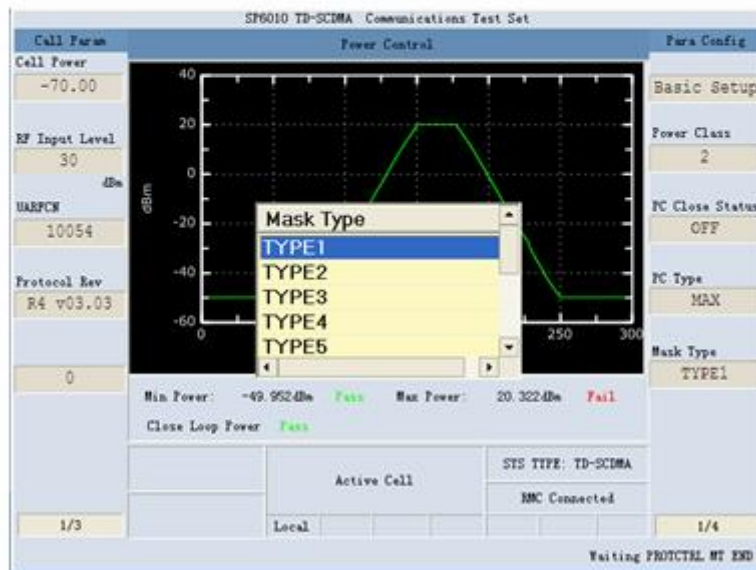 SP6010 TD-SCDMA Communications Test Set
Call Param
Power Control
Para Config
Cell Power
-70.00
RF Input Level
30
dBm
UARFCN
10054
Protocol Rev
R4 v03.03
0
1/3
40
20
0
-20
-40
-60
dBm
0
250
300
Mask Type
TYPE1
TYPE2
TYPE3
TYPE4
TYPE5
Min Power: -49.952dBm Pass Max Power: 20.322dBm Fail
Close Loop Power Pass
Active Cell
SYS TYPE: TD-SCDMA
RMC Connected
Local
Basic Setup
Power Class
2
PC Close Status
OFF
PC Type
MAX
Mask Type
TYPE1
1/4
Waiting PROTCTRL MT END